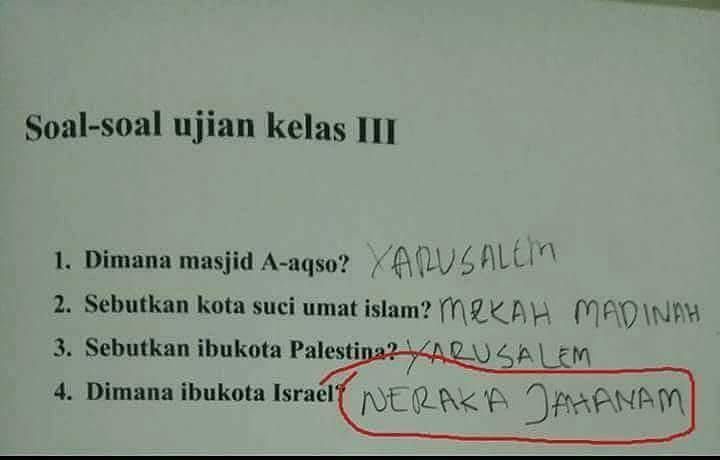 Soal-soal ujian kelas III
1. Dimana masjid A-aqso? YARUSALEM
2. Sebutkan kota suci umat islam? MEKAH MADINAH
3. Sebutkan ibukota Palestina? YARUSALEM
4. Dimana ibukota Israel? NERAKA JAHANAM